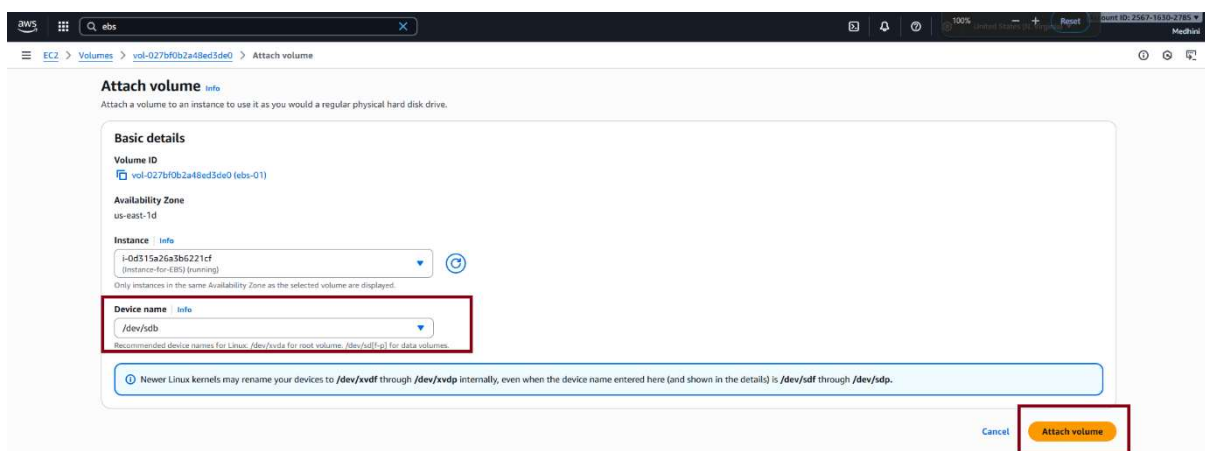 aws
ebs
100%
Reset
Account ID: 2567-1630-2785
Medhini
EC2 > Volumes > vol-027bf0b2a48ed3de0 > Attach volume
Attach volume Info
Attach a volume to an instance to use it as you would a regular physical hard disk drive.
Basic details
Volume ID
vol-027bf0b2a48ed3de0 (ebs-01)
Availability Zone
us-east-1d
Instance | Info
i-0d315a26a3b6221cf
(Instance-for-EBS) (running)
Only instances in the same Availability Zone as the selected volume are displayed.
Device name | Info
/dev/sdb
Recommended device names for Linux: /dev/xvda for root volume. /dev/sd[f-p] for data volumes.
Newer Linux kernels may rename your devices to /dev/xvdf through /dev/xvdp internally, even when the device name entered here (and shown in the details) is /dev/sdf through /dev/sdp.
Cancel
Attach volume